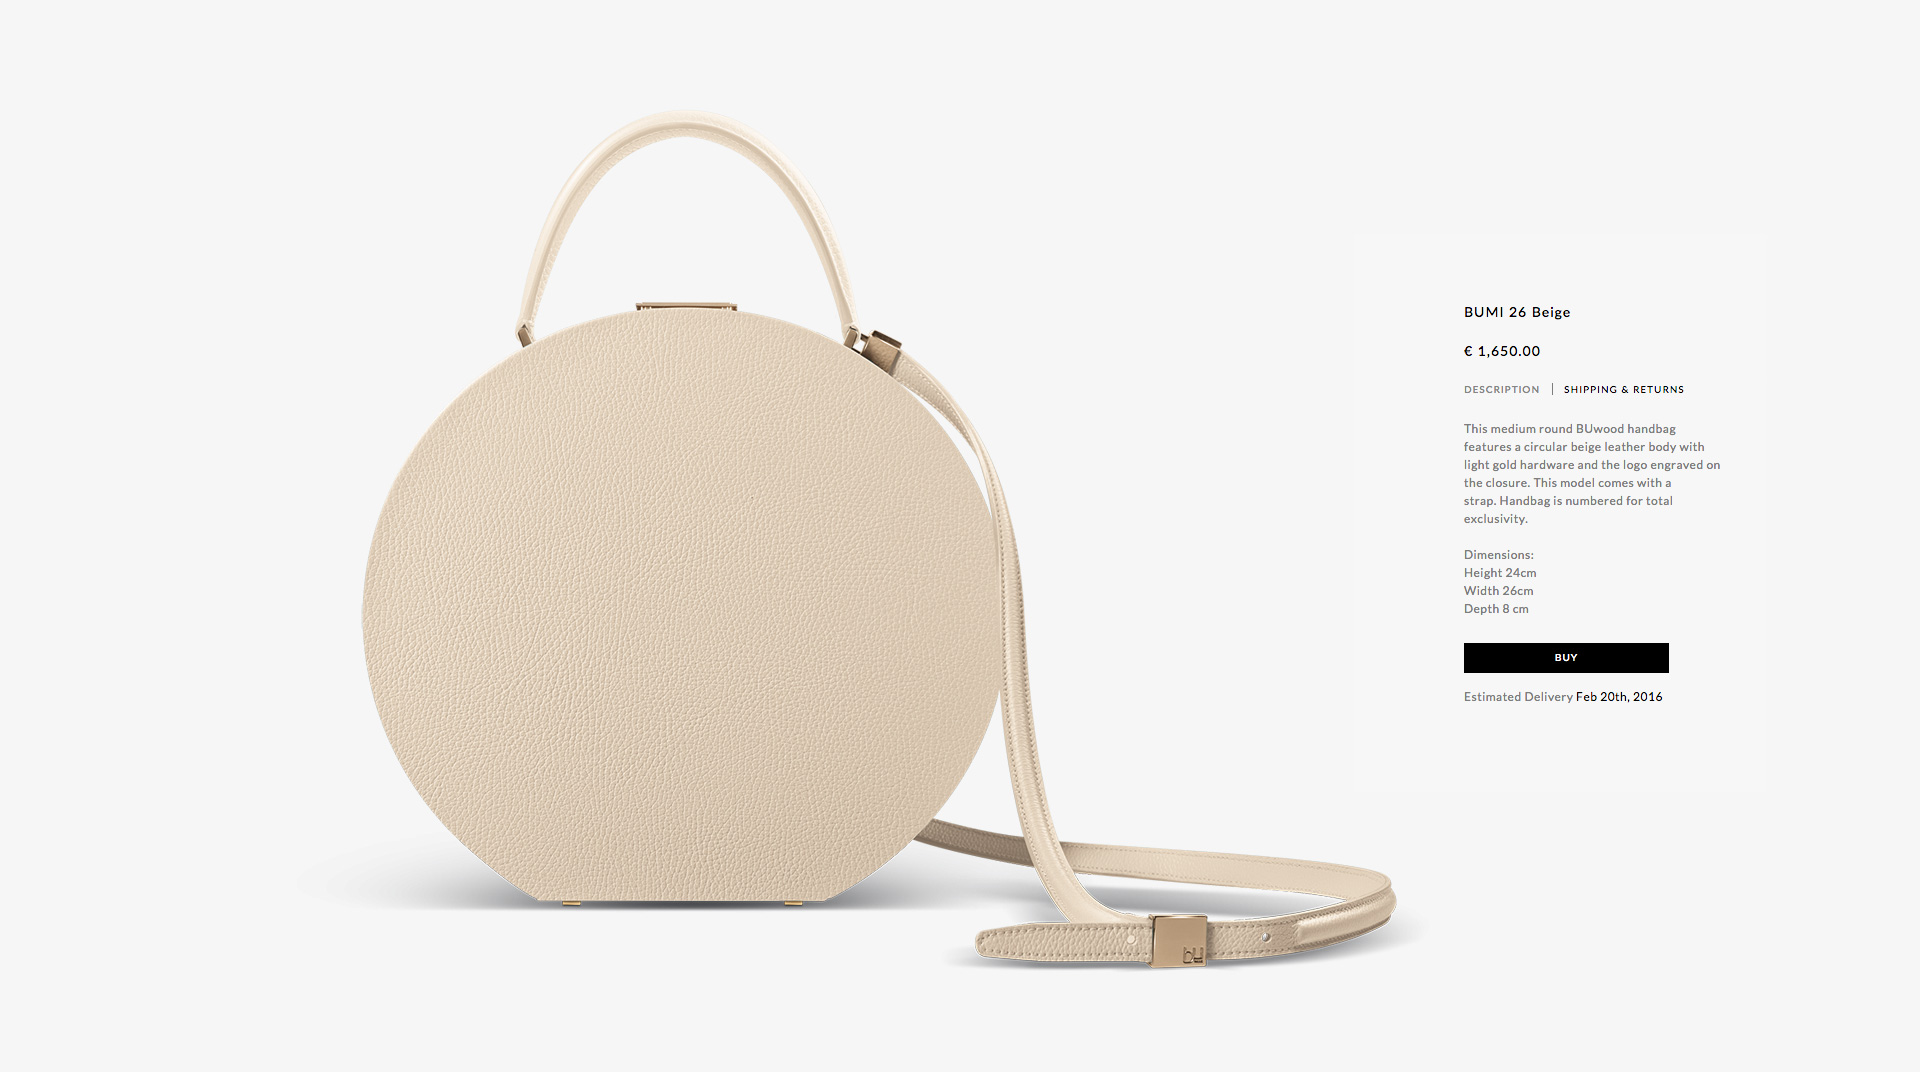 BUMI 26 Beige
€ 1,650.00
DESCRIPTION | SHIPPING & RETURNS
This medium round BUwood handbag
features a circular beige leather body with
light gold hardware and the logo engraved on
the closure. This model comes with a
strap. Handbag is numbered for total
exclusivity.
Dimensions:
Height 24cm
Width 26cm
Depth 8 cm
BUY
Estimated Delivery Feb 20th, 2016
bu